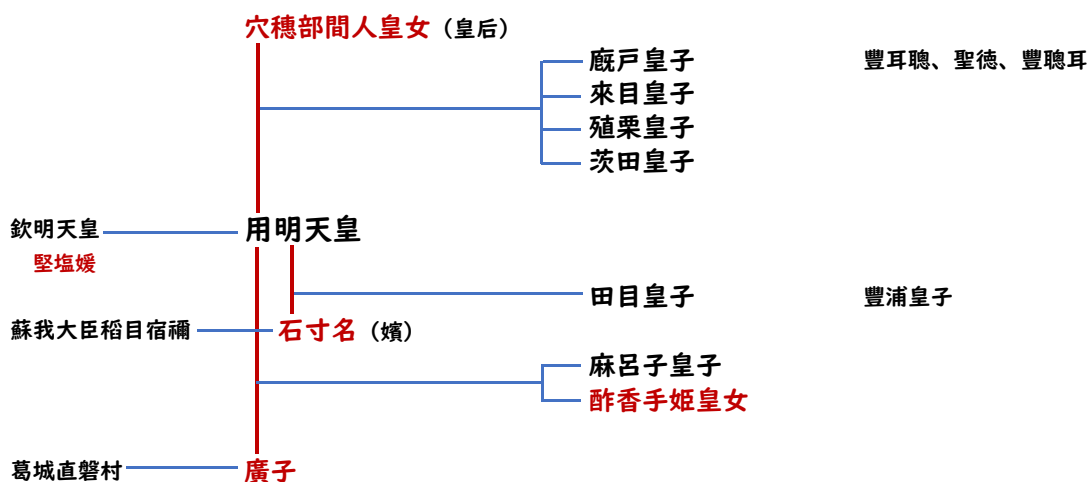 穴穗部間人皇女（皇后）
廐戸皇子 豐耳聰、聖徳、豐聰耳
來目皇子
殖栗皇子
茨田皇子
欽明天皇 用明天皇
堅塩媛
田目皇子 豐浦皇子
蘇我大臣稻目宿禰 石寸名（嬪）
麻呂子皇子
酢香手姫皇女
葛城直磐村 廣子